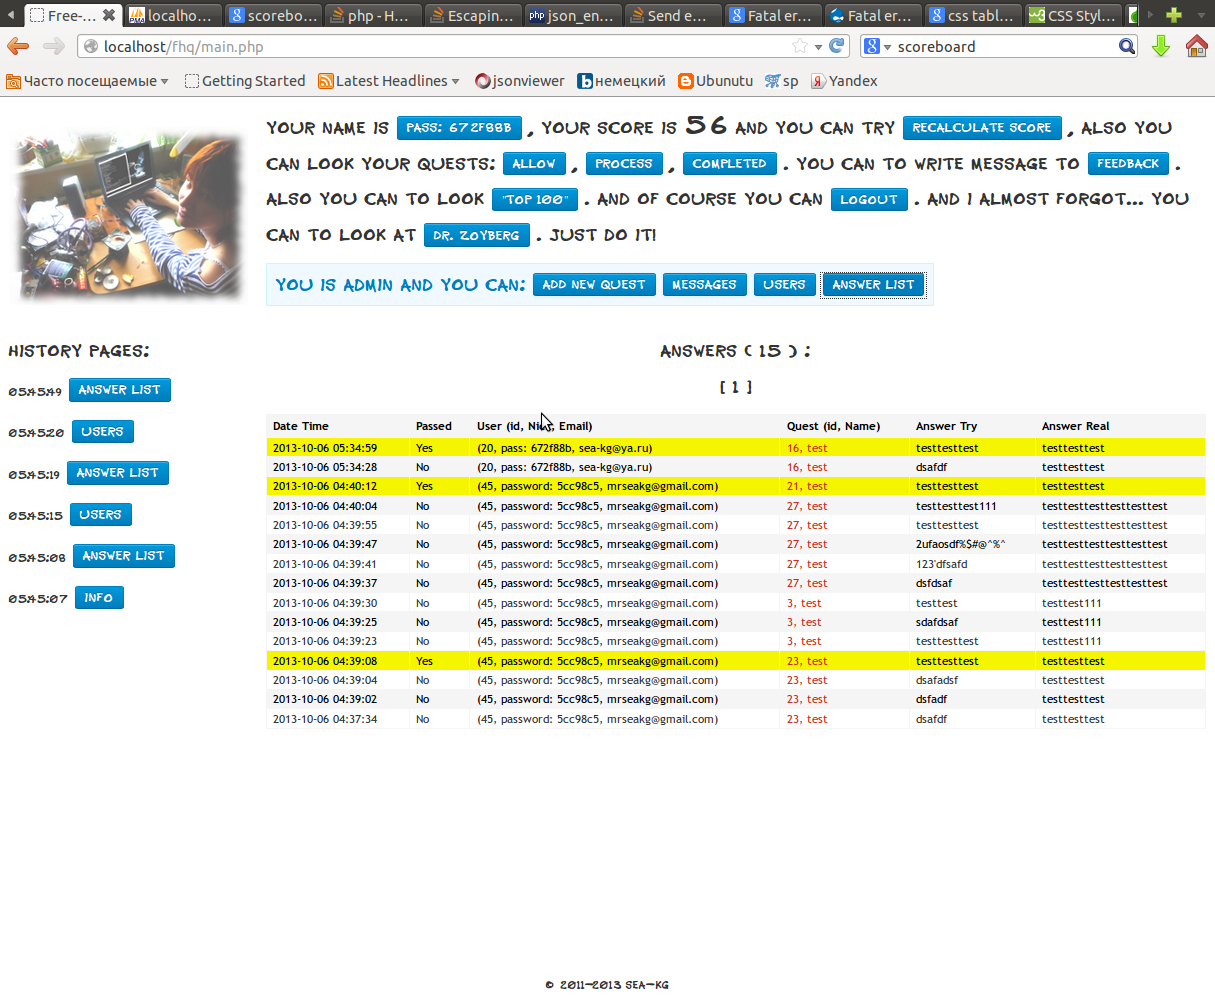 Free-... localho... scorebo... php - H... Escapin... json_en... Send e... Fatal er... Fatal er... css tabl... CSS Styl...
localhost/fhq/main.php scoreboard
Часто посещаемые Getting Started Latest Headlines jsonviewer немецкий Ubunutu sp Yandex
YOUR NAME IS PASS: 672F88B , YOUR SCORE IS 56 AND YOU CAN TRY RECALCULATE SCORE , ALSO YOU
CAN LOOK YOUR QUESTS: ALLOW , PROCESS , COMPLETED . YOU CAN TO WRITE MESSAGE TO FEEDBACK .
ALSO YOU CAN TO LOOK "TOP 100" . AND OF COURSE YOU CAN LOGOUT . AND I ALMOST FORGOT... YOU
CAN TO LOOK AT DR. ZOYBERG . JUST DO IT!
YOU IS ADMIN AND YOU CAN: ADD NEW QUEST MESSAGES USERS ANSWER LIST
HISTORY PAGES:
05:45:49 ANSWER LIST
05:45:20 USERS
05:45:19 ANSWER LIST
05:45:15 USERS
05:45:08 ANSWER LIST
05:45:07 INFO
ANSWERS ( 15 ) :
[ 1 ]
Date Time Passed User (id, Nick, Email) Quest (id, Name) Answer Try Answer Real
2013-10-06 05:34:59 Yes (20, pass: 672f88b, sea-kg@ya.ru) 16, test testtesttest testtesttest
2013-10-06 05:34:28 No (20, pass: 672f88b, sea-kg@ya.ru) 16, test dsafdf testtesttest
2013-10-06 04:40:12 Yes (45, password: 5cc98c5, mrseakg@gmail.com) 21, test testtesttest testtesttest
2013-10-06 04:40:04 No (45, password: 5cc98c5, mrseakg@gmail.com) 27, test testtesttest111 testtesttesttesttesttest
2013-10-06 04:39:55 No (45, password: 5cc98c5, mrseakg@gmail.com) 27, test testtesttest testtesttesttesttesttest
2013-10-06 04:39:47 No (45, password: 5cc98c5, mrseakg@gmail.com) 27, test 2ufaosdf%$#@^%^ testtesttesttesttesttest
2013-10-06 04:39:41 No (45, password: 5cc98c5, mrseakg@gmail.com) 27, test 123'dfsafd testtesttesttesttesttest
2013-10-06 04:39:37 No (45, password: 5cc98c5, mrseakg@gmail.com) 27, test dsfdsaf testtesttesttesttesttest
2013-10-06 04:39:30 No (45, password: 5cc98c5, mrseakg@gmail.com) 3, test testtest testtest111
2013-10-06 04:39:25 No (45, password: 5cc98c5, mrseakg@gmail.com) 3, test sdafdsaf testtest111
2013-10-06 04:39:23 No (45, password: 5cc98c5, mrseakg@gmail.com) 3, test testtesttest testtest111
2013-10-06 04:39:08 Yes (45, password: 5cc98c5, mrseakg@gmail.com) 23, test testtesttest testtesttest
2013-10-06 04:39:04 No (45, password: 5cc98c5, mrseakg@gmail.com) 23, test dsafadsf testtesttest
2013-10-06 04:39:02 No (45, password: 5cc98c5, mrseakg@gmail.com) 23, test dsfadf testtesttest
2013-10-06 04:37:34 No (45, password: 5cc98c5, mrseakg@gmail.com) 23, test dsafdf testtesttest
© 2011-2013 SEA-KG